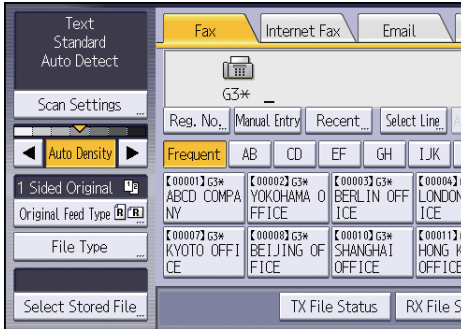 Text
Standard
Auto Detect
Scan Settings
Auto Density
1 Sided Original
Original Feed Type
File Type
Select Stored File
Fax
Internet Fax
Email
G3*
Reg. No.
Manual Entry
Recent
Select Line
Frequent
AB
CD
EF
GH
IJK
[00001] G3*
ABCD COMPA
NY
[00002] G3*
YOKOHAMA O
FFICE
[00003] G3*
BERLIN OFF
ICE
[00004]
LONDON
ICE
[00007] G3*
KYOTO OFFI
CE
[00008] G3*
BEIJING OF
FICE
[00010] G3*
SHANGHAI
OFFICE
[00011]
HONG K
OFFICE
TX File Status
RX File S